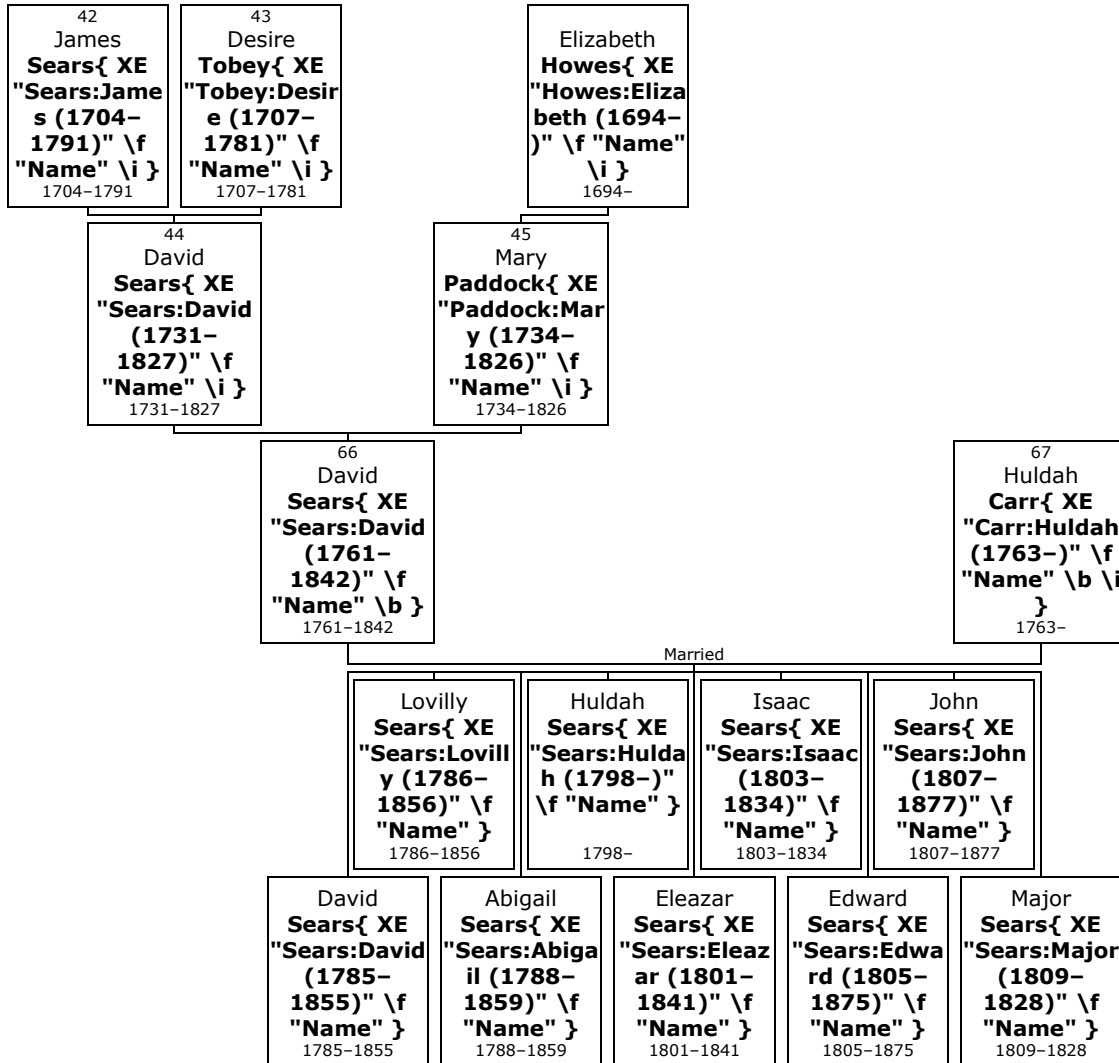 42
James
Sears{ XE
"Sears:Jame
s (1704–
1791)" \f
"Name" \i }
1704–1791
43
Desire
Tobey{ XE
"Tobey:Desir
e (1707–
1781)" \f
"Name" \i }
1707–1781
Elizabeth
Howes{ XE
"Howes:Eliza
beth (1694–
)" \f "Name"
\i }
1694–
44
David
Sears{ XE
"Sears:David
(1731–
1827)" \f
"Name" \i }
1731–1827
45
Mary
Paddock{ XE
"Paddock:Mar
y (1734–
1826)" \f
"Name" \i }
1734–1826
66
David
Sears{ XE
"Sears:David
(1761–
1842)" \f
"Name" \b }
1761–1842
67
Huldah
Carr{ XE
"Carr:Huldah
(1763–)" \f
"Name" \b \i
}
1763–
Married
Lovilly
Sears{ XE
"Sears:Lovill
y (1786–
1856)" \f
"Name" }
1786–1856
Huldah
Sears{ XE
"Sears:Hulda
h (1798–)"
\f "Name" }
1798–
Isaac
Sears{ XE
"Sears:Isaac
(1803–
1834)" \f
"Name" }
1803–1834
John
Sears{ XE
"Sears:John
(1807–
1877)" \f
"Name" }
1807–1877
David
Sears{ XE
"Sears:David
(1785–
1855)" \f
"Name" }
1785–1855
Abigail
Sears{ XE
"Sears:Abiga
il (1788–
1859)" \f
"Name" }
1788–1859
Eleazar
Sears{ XE
"Sears:Eleaz
ar (1801–
1841)" \f
"Name" }
1801–1841
Edward
Sears{ XE
"Sears:Edwa
rd (1805–
1875)" \f
"Name" }
1805–1875
Major
Sears{ XE
"Sears:Major
(1809–
1828)" \f
"Name" }
1809–1828